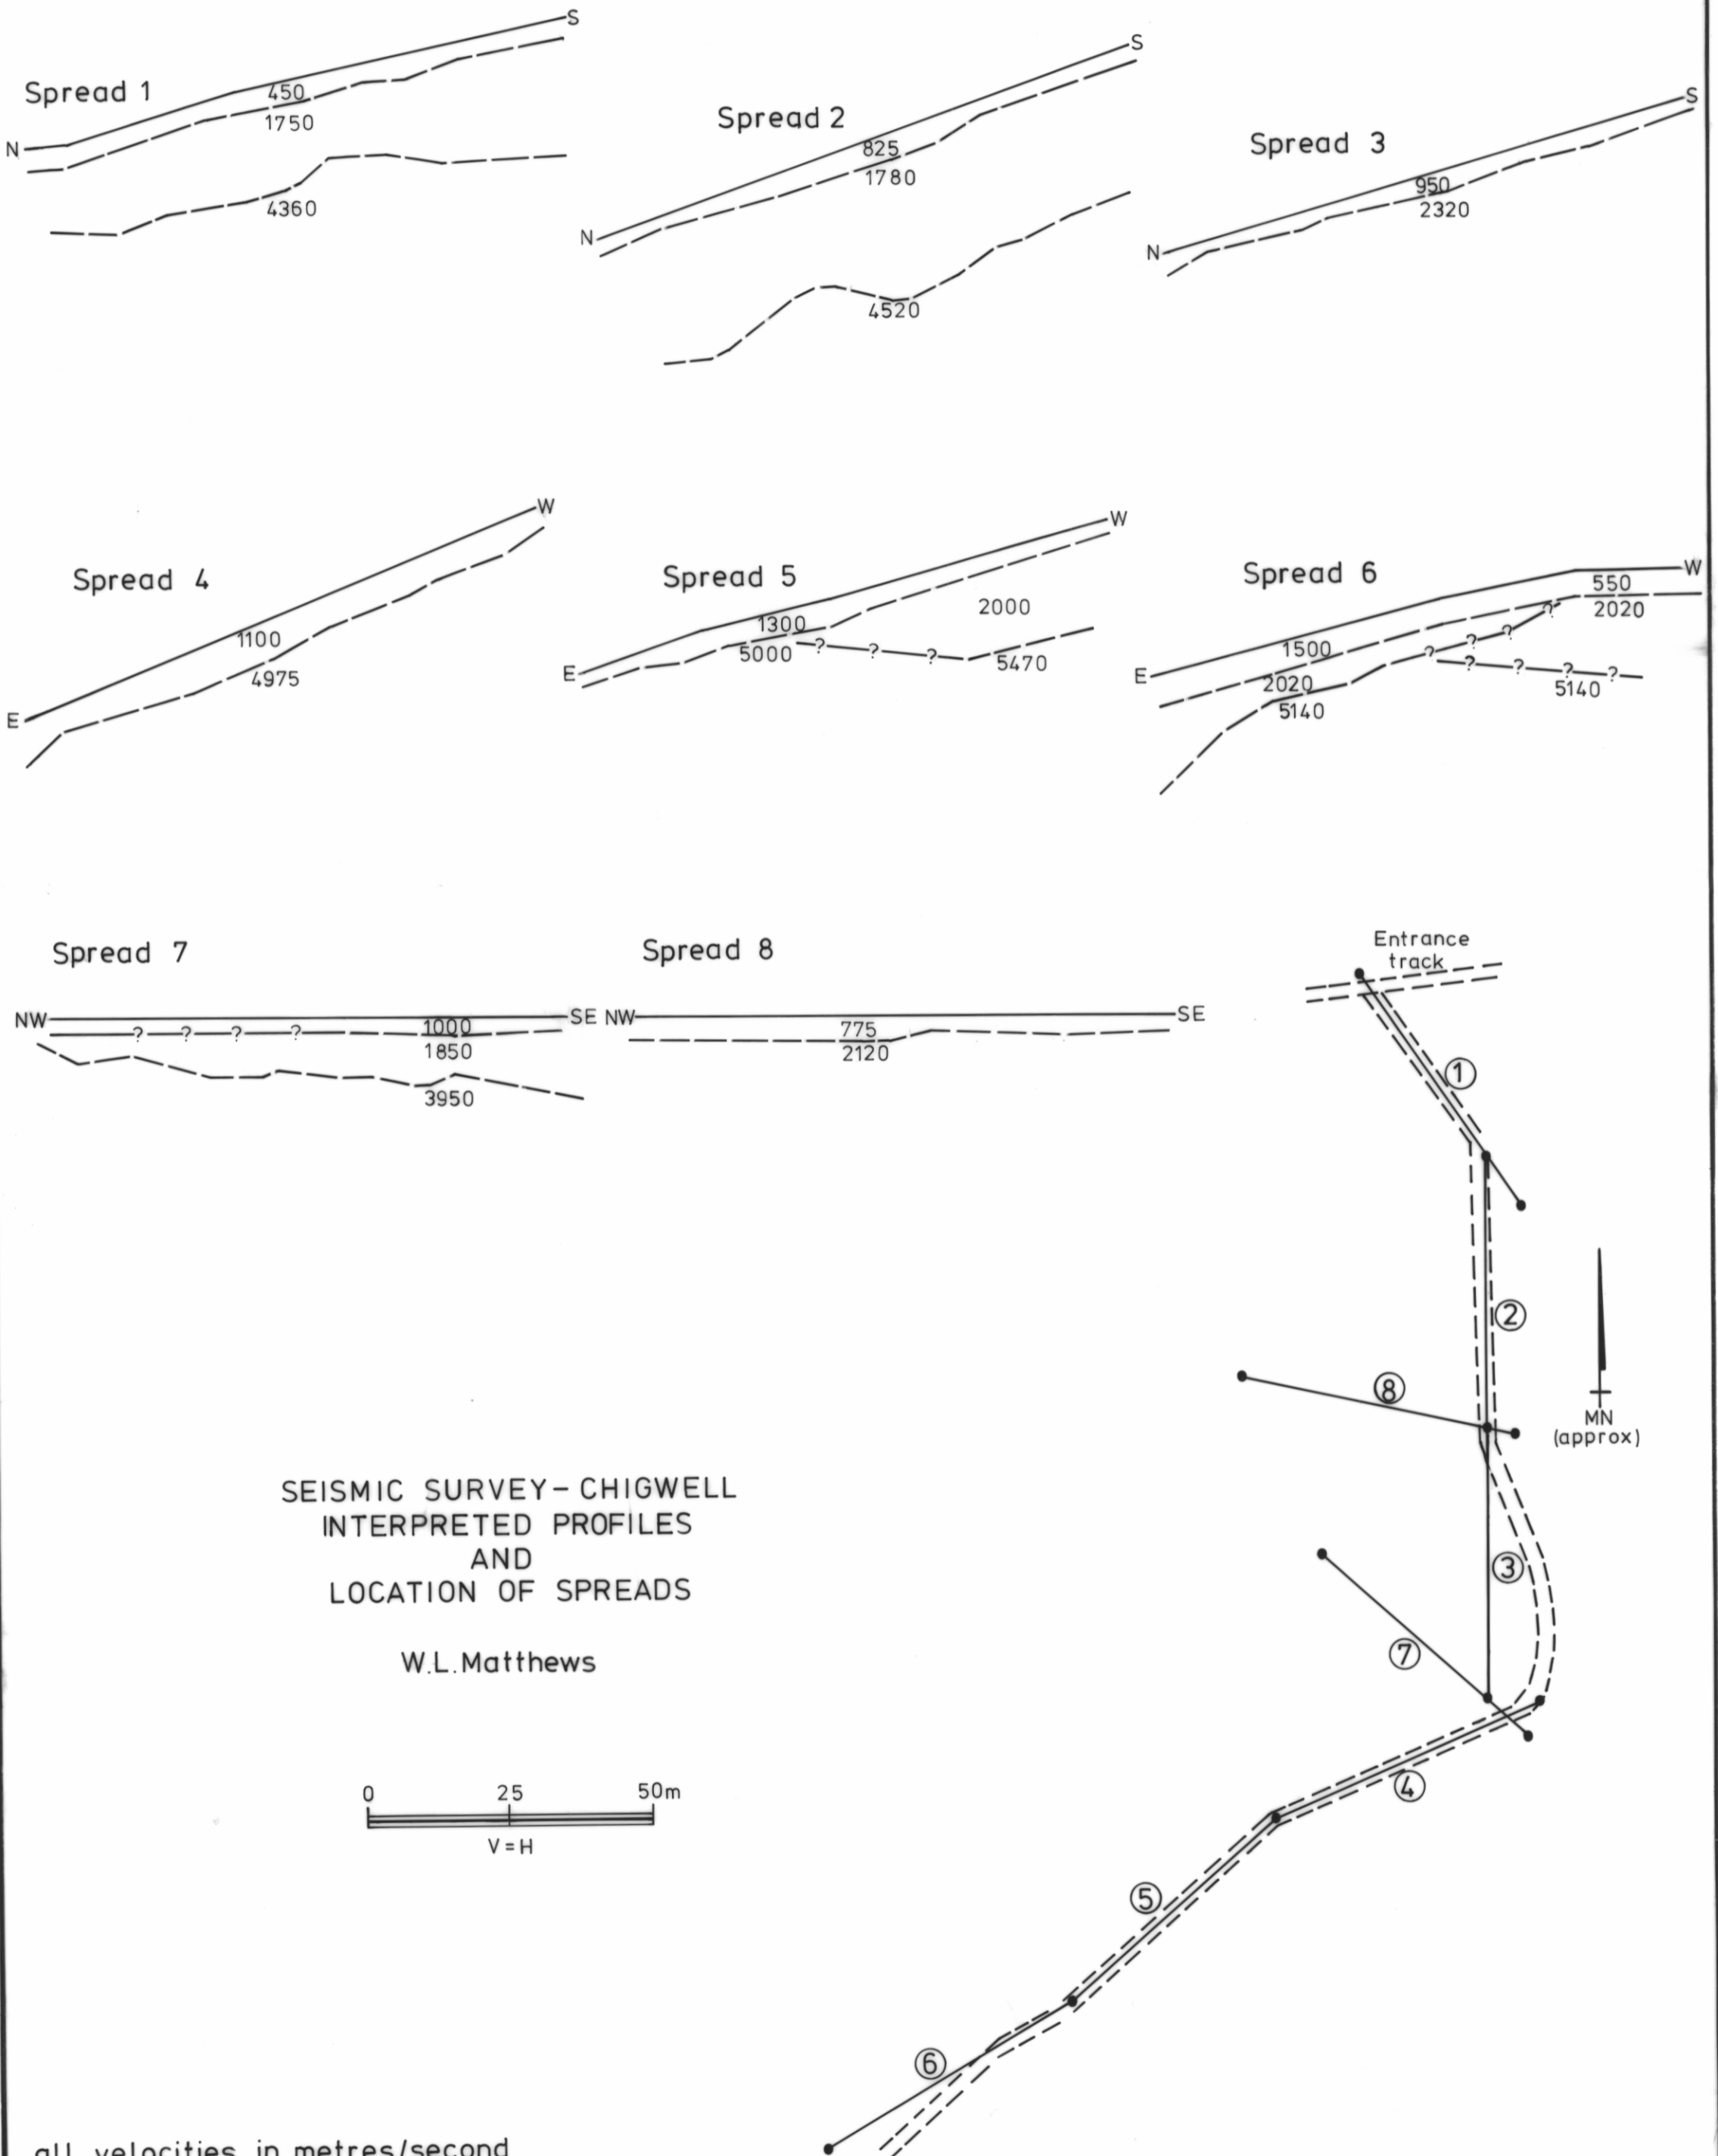 Spread 1
N
S
450
1750
4360
Spread 2
N
S
825
1780
4520
Spread 3
N
S
950
2320
Spread 4
E
W
1100
4975
Spread 5
E
W
1300
2000
5000
? ? ?
5470
Spread 6
E
W
550
2020
1500
2020
5140
? ? ? ?
? ? ? ?
5140
Spread 7
NW
SE
? ? ? ?
1000
1850
3950
Spread 8
NW
SE
775
2120
Entrance
track
1
2
8
MN
(approx)
3
7
4
5
6
SEISMIC SURVEY – CHIGWELL
INTERPRETED PROFILES
AND
LOCATION OF SPREADS
W.L.Matthews
0 25 50m
V = H
all velocities in metres/second